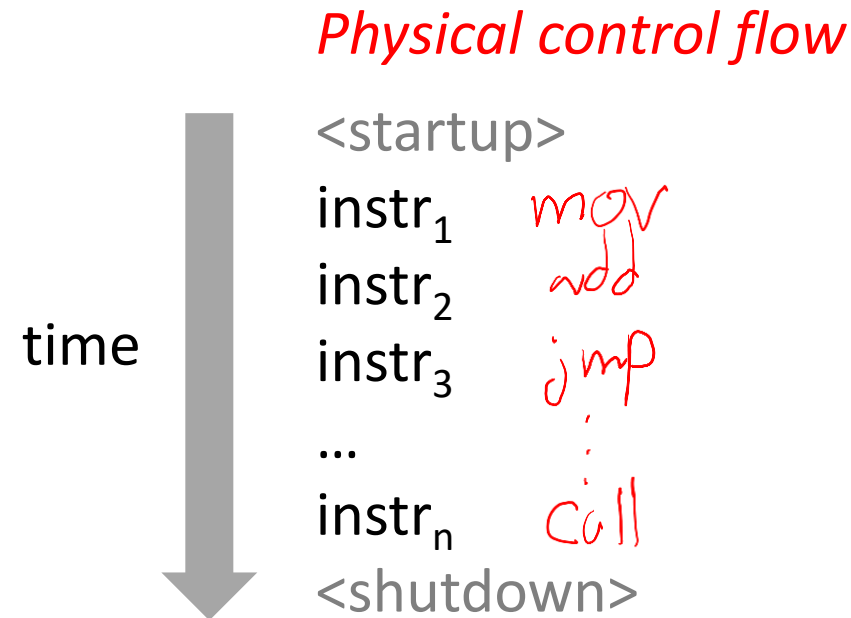 Physical control flow
<startup>
instr₁ mov
instr₂ add
time
instr₃ jmp
... ⋮
instrₙ call
<shutdown>